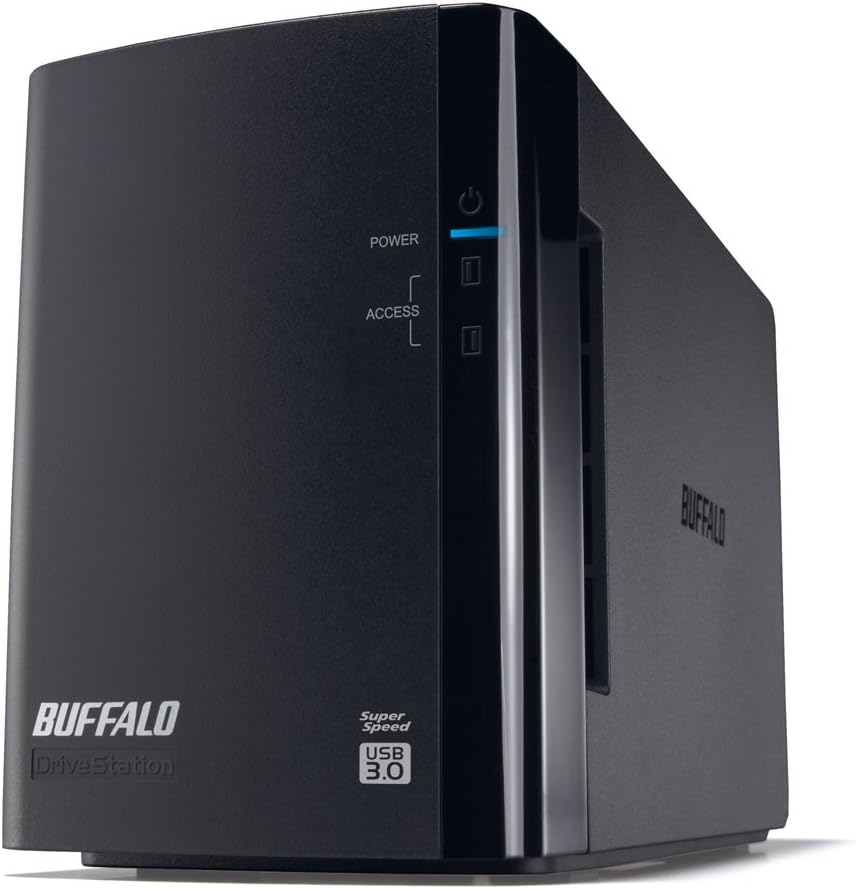 POWER
ACCESS
BUFFALO
BUFFALO
DriveStation
Super
Speed
USB
3.0